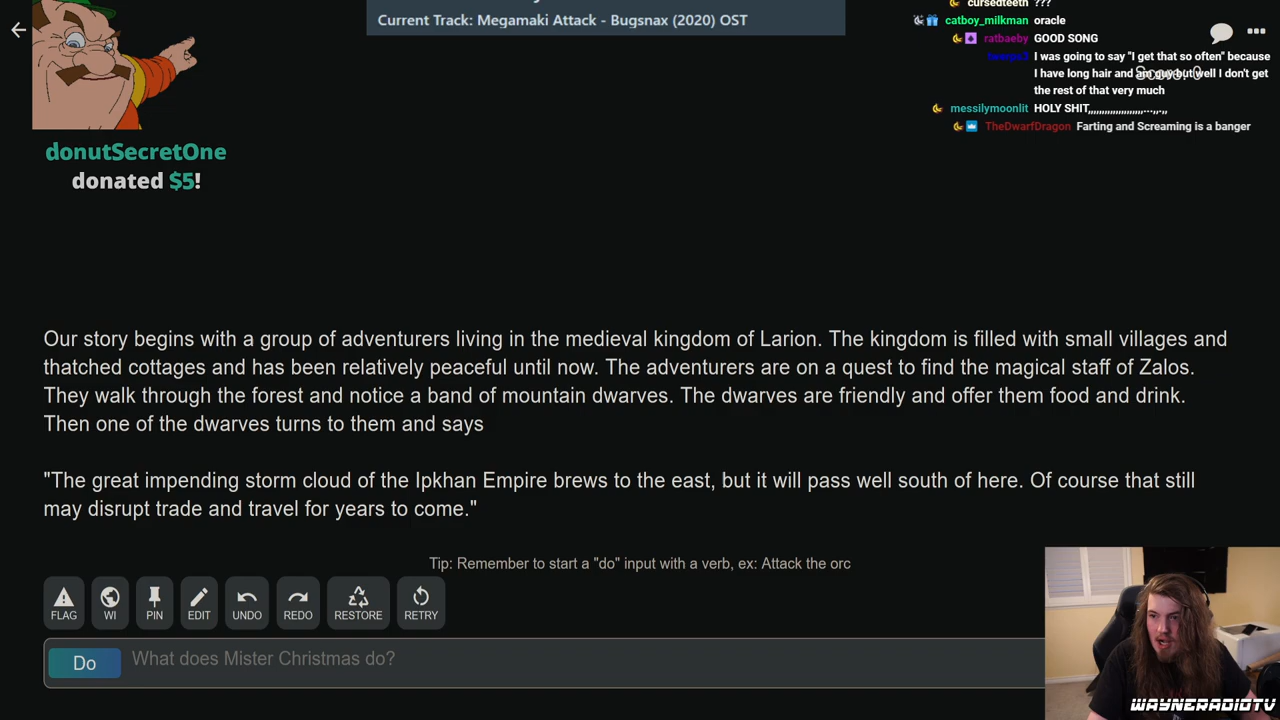 Current Track: Megamaki Attack - Bugsnax (2020) OST
cursedteeth ???
catboy_milkman oracle
ratbaeby GOOD SONG
I was going to say "I get that so often" because
I have long hair and well I don't get
the rest of that very much
messilymoonlit HOLY SHIT,,,,,,,,,,,,,,,,,,,,...,,.,,
TheDwarfDragon Farting and Screaming is a banger
donutSecretOne
donated $5!
Our story begins with a group of adventurers living in the medieval kingdom of Larion. The kingdom is filled with small villages and
thatched cottages and has been relatively peaceful until now. The adventurers are on a quest to find the magical staff of Zalos.
They walk through the forest and notice a band of mountain dwarves. The dwarves are friendly and offer them food and drink.
Then one of the dwarves turns to them and says
"The great impending storm cloud of the Ipkhan Empire brews to the east, but it will pass well south of here. Of course that still
may disrupt trade and travel for years to come."
Tip: Remember to start a "do" input with a verb, ex: Attack the orc
FLAG WI PIN EDIT UNDO REDO RESTORE RETRY
Do What does Mister Christmas do?
WAYNERADIOTV